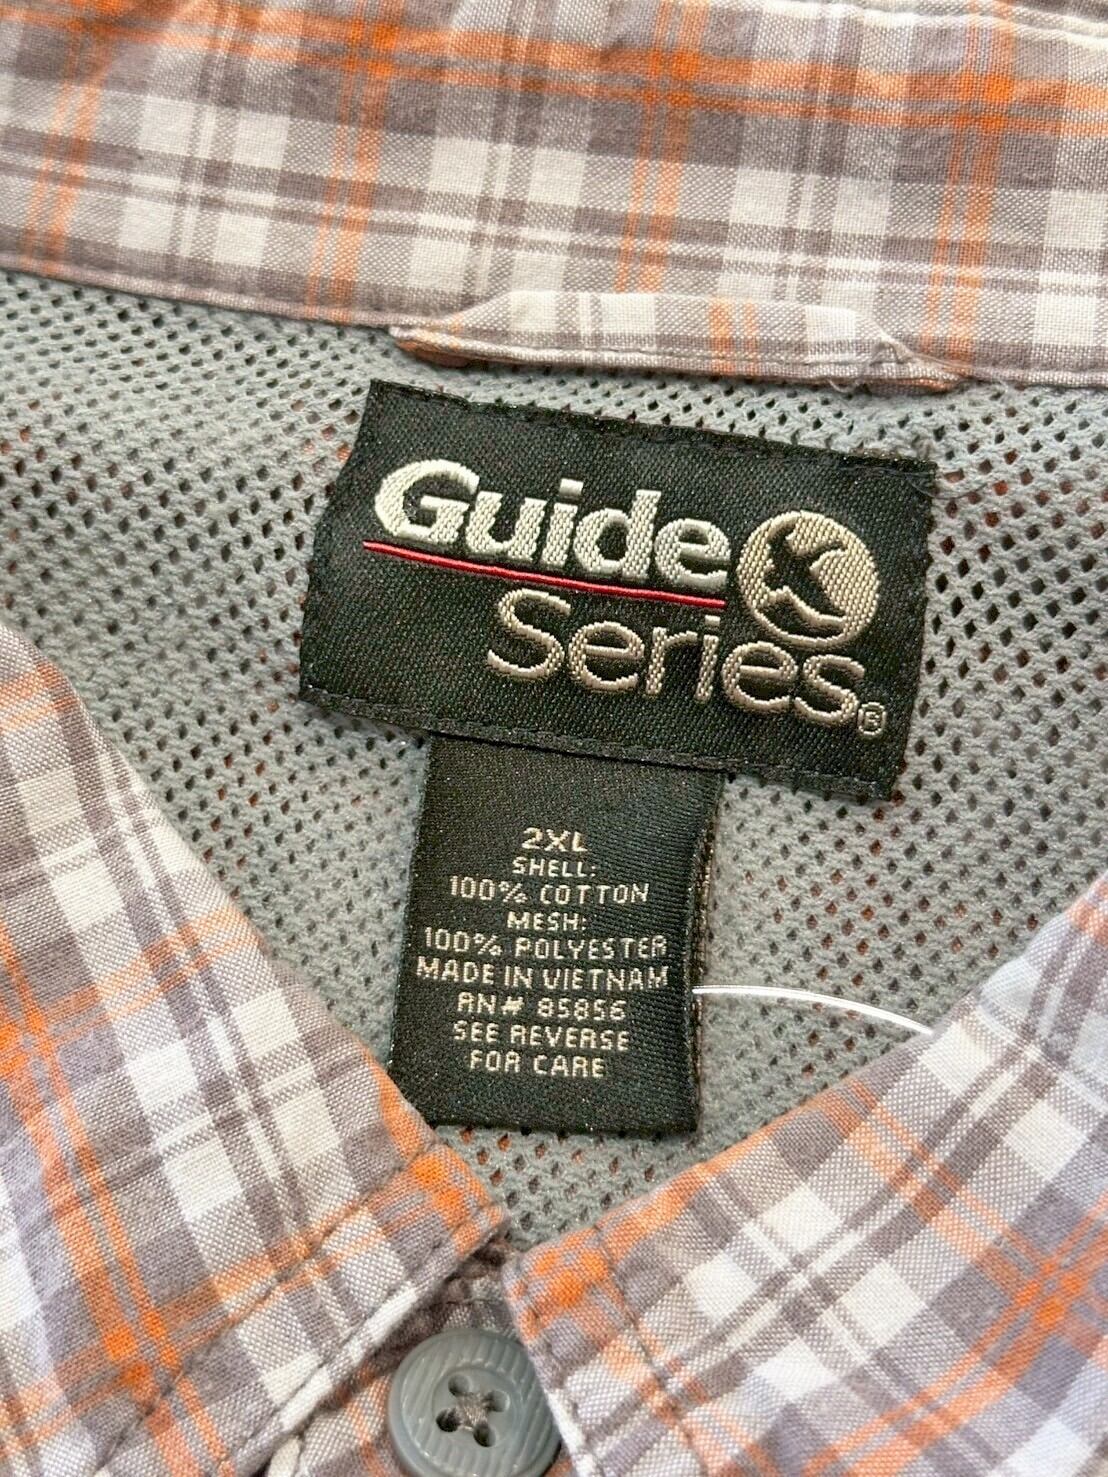 Guide
Series®
2XL
SHELL:
100% COTTON
MESH:
100% POLYESTER
MADE IN VIETNAM
RN# 85856
SEE REVERSE
FOR CARE